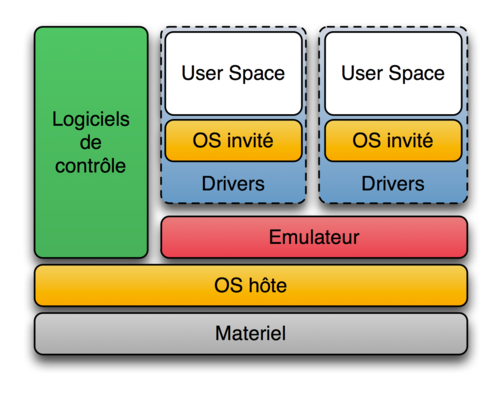 Logiciels
de
contrôle
User Space
OS invité
Drivers
User Space
OS invité
Drivers
Emulateur
OS hôte
Materiel